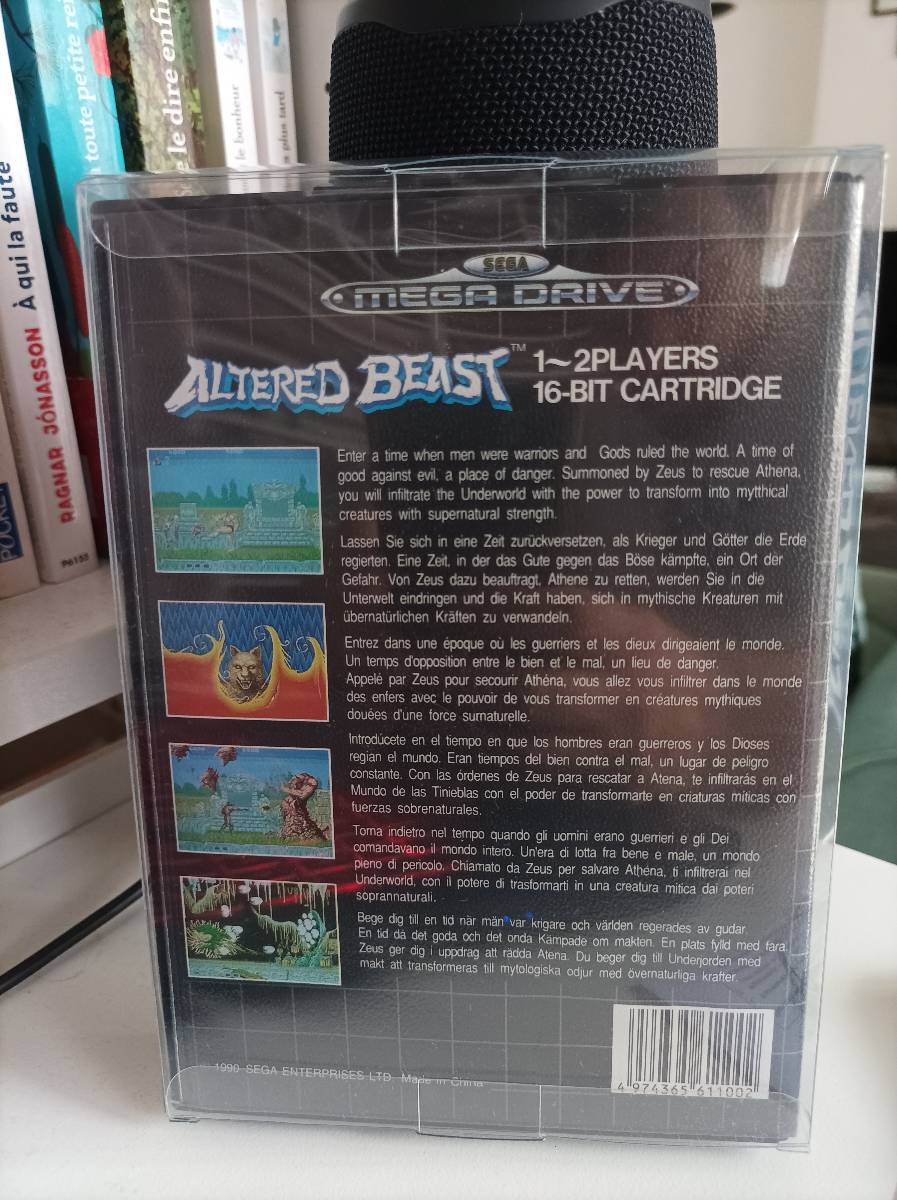 À qui la faute
RAGNAR JÓNASSON
POCKET
P6155
toute petite re
le dire enfi
le bonheur
plus tard
SEGA
MEGA DRIVE
ALTERED BEAST™
1~2PLAYERS
16-BIT CARTRIDGE
Enter a time when men were warriors and Gods ruled the world. A time of
good against evil, a place of danger. Summoned by Zeus to rescue Athena,
you will infiltrate the Underworld with the power to transform into mytthical
creatures with supernatural strength.
Lassen Sie sich in eine Zeit zurückversetzen, als Krieger und Götter die Erde
regierten. Eine Zeit, in der das Gute gegen das Böse kämpfte, ein Ort der
Gefahr. Von Zeus dazu beauftragt, Athene zu retten, werden Sie in die
Unterwelt eindringen und die Kraft haben, sich in mythische Kreaturen mit
übernatürlichen Kräften zu verwandeln.
Entrez dans une époque où les guerriers et les dieux dirigeaient le monde.
Un temps d'opposition entre le bien et le mal, un lieu de danger.
Appelé par Zeus pour secourir Athéna, vous allez vous infiltrer dans le monde
des enfers avec le pouvoir de vous transformer en créatures mythiques
douées d'une force surnaturelle.
Introdúcete en el tiempo en que los hombres eran guerreros y los Dioses
regían el mundo. Eran tiempos del bien contra el mal, un lugar de peligro
constante. Con las órdenes de Zeus para rescatar a Atena, te infiltrarás en el
Mundo de las Tinieblas con el poder de transformarte en criaturas míticas con
fuerzas sobrenaturales.
Torna indietro nel tempo quando gli uomini erano guerrieri e gli Dei
comandavano il mondo intero. Un'era di lotta fra bene e male, un mondo
pieno di pericolo. Chiamato da Zeus per salvare Athéna, ti infiltrerai nel
Underworld, con il potere di trasformarti in una creatura mitica dai poteri
soprannaturali.
Bege dig till en tid när män var krigare och världen regerades av gudar.
En tid då det goda och det onda Kämpade om makten. En plats fylld med fara.
Zeus ger dig i uppdrag att rädda Atena. Du beger dig till Underjorden med
makt att transformeras till mytologiska odjur med övernaturliga krafter.
1990 SEGA ENTERPRISES LTD. Made in China
4 974365 611002